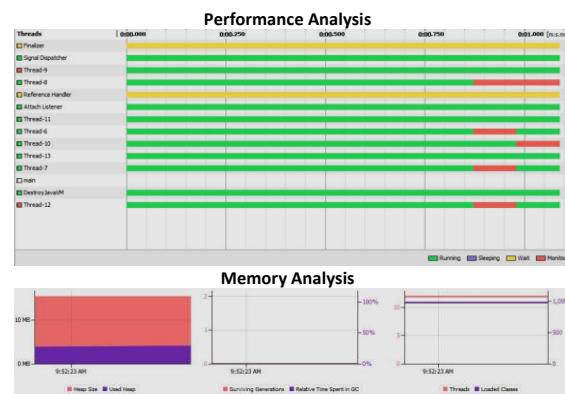 Performance Analysis
Threads 0:00.000 0:00.250 0:00.500 0:00.750 0:01.000 [m:s.m
Finalizer
Signal Dispatcher
Thread-9
Thread-8
Reference Handler
Attach Listener
Thread-11
Thread-6
Thread-10
Thread-13
Thread-7
main
DestroyJavaVM
Thread-12
Running Sleeping Wait Monito
Memory Analysis
10 MB
0 MB
9:52:23 AM
Heap Size Used Heap
2 100%
1 50%
0 0%
9:52:23 AM
Surviving Generations Relative Time Spent in GC
10 1,000
5 500
0 0
9:52:23 AM
Threads Loaded Classes